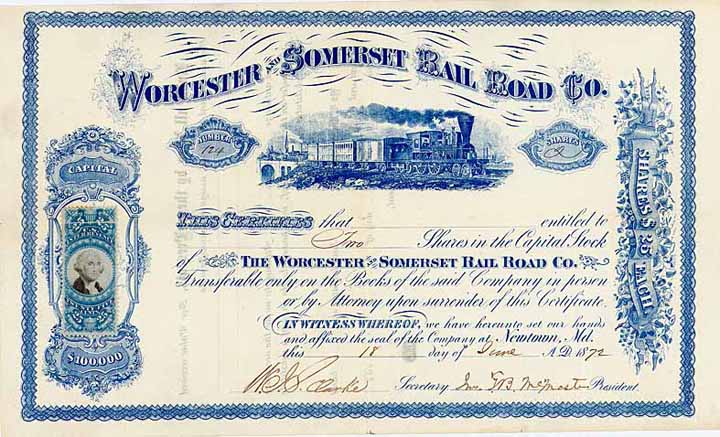 WORCESTER AND SOMERSET RAIL ROAD CO.
NUMBER
124
SHARES
2
CAPITAL
$100000
SHARES $ 50 EACH
THIS CERTIFIES that entitled to
Two Shares in the Capital Stock
of THE WORCESTER AND SOMERSET RAIL ROAD CO.
Transferable only on the Books of the said Company in person
or by Attorney upon surrender of this Certificate.
IN WITNESS WHEREOF, we have hereunto set our hands
and affixed the seal of the Company at Newtown, Md.
this 18 day of June A.D. 1872
Secretary Jno. McMaster President.